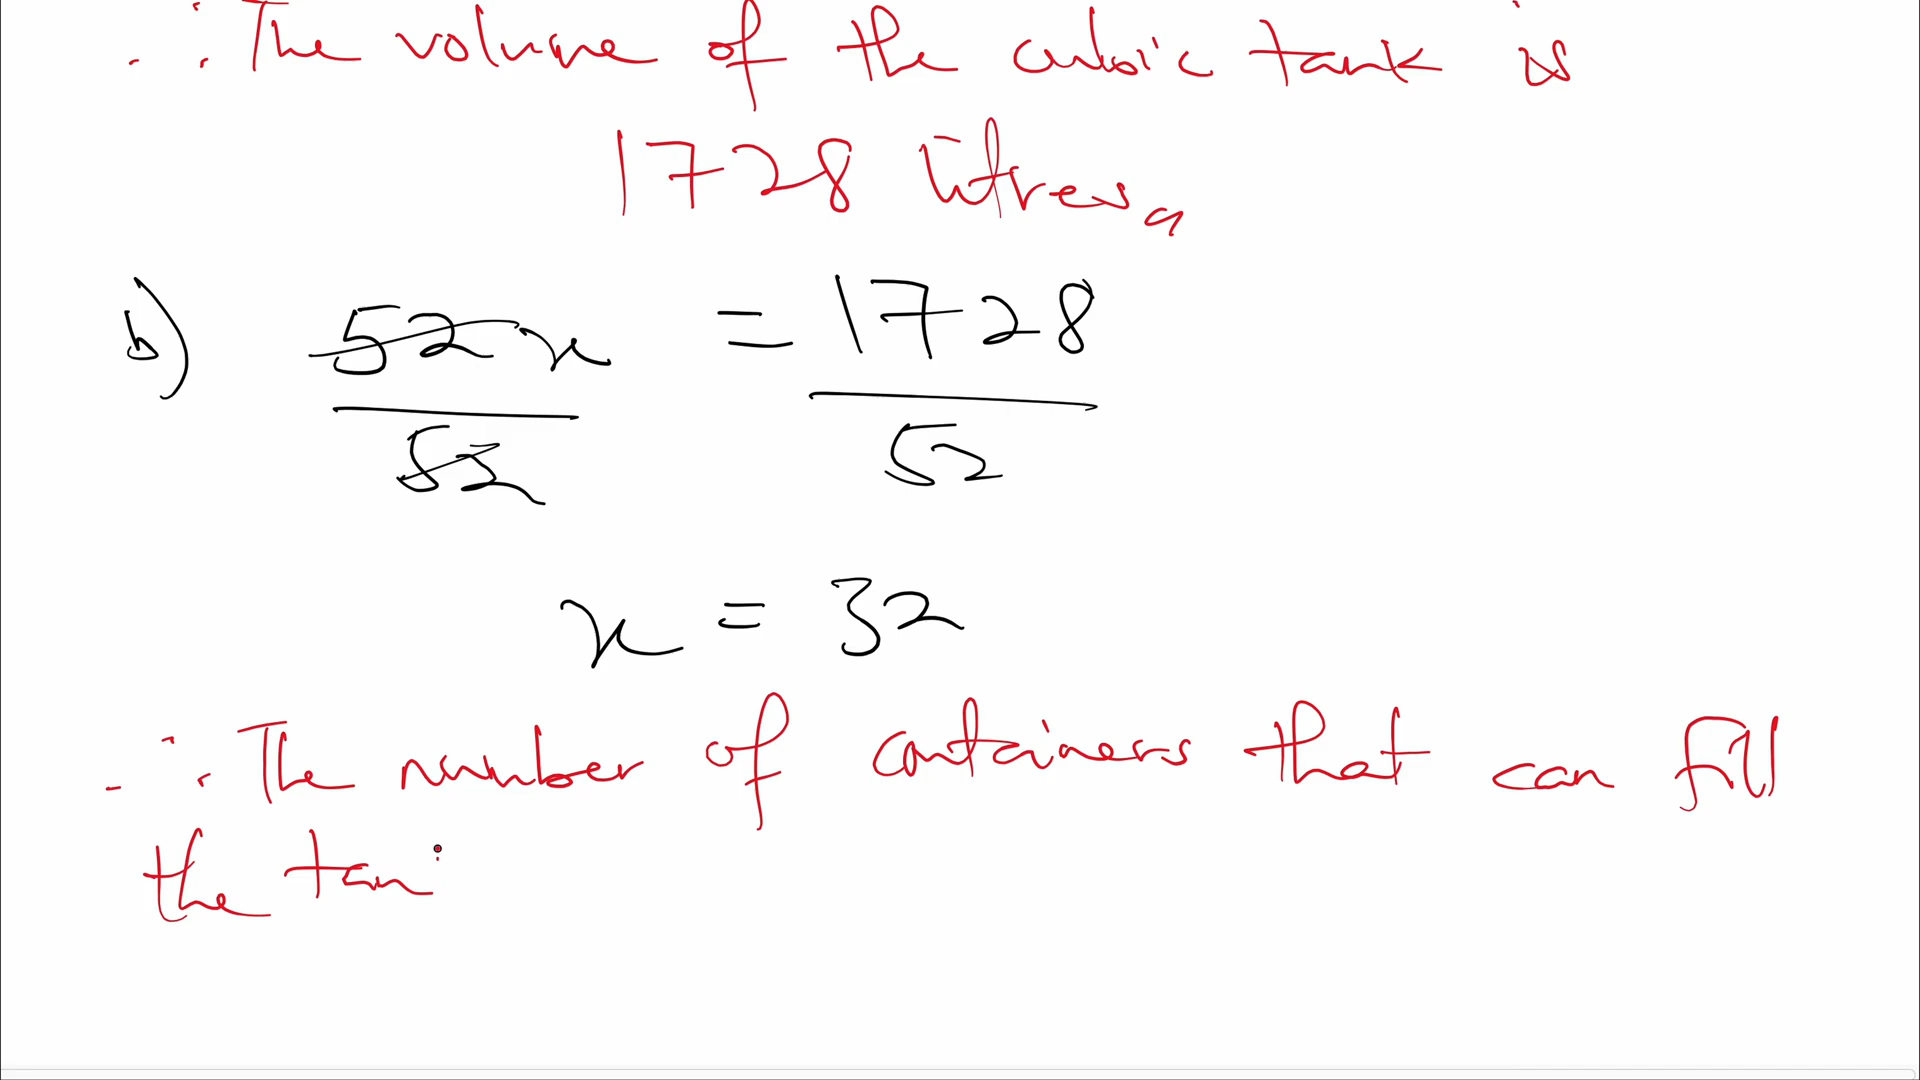 ∴ The volume of the cubic tank is
1728 litres
b) 52x = 1728
52 52
x = 32
∴ The number of containers that can fill
the tan